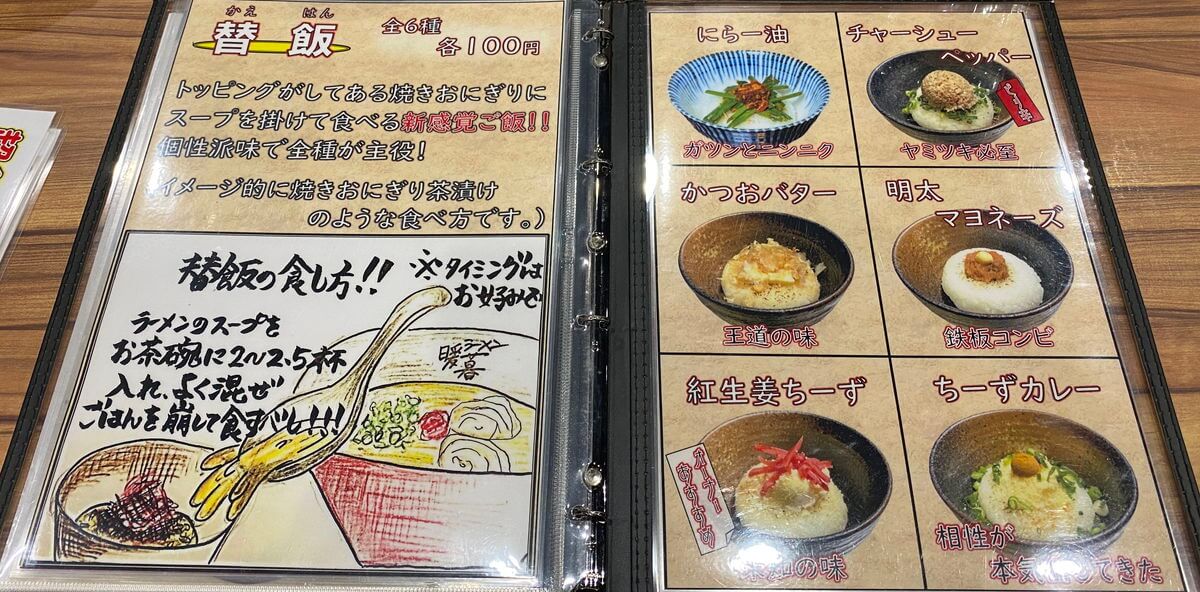 かえ はん
替飯
全6種
各100円
トッピングがしてある焼きおにぎりに
スープを掛けて食べる新感覚ご飯!!
個性派味で全種が主役!
イメージ的に焼きおにぎり茶漬け
のような食べ方です。)
替飯の食し方!!
※タイミングは
お好みで
ラーメンのスープを
お茶碗に2〜2.5杯
入れ、よく混ぜ
ごはんを崩して食すべし!!!
暖暮
にらー油
ガツンとニンニク
チャーシュー
ペッパー
ヤミツキ必至
かつおバター
王道の味
明太
マヨネーズ
鉄板コンビ
紅生姜ちーず
オーナー
おすすめ
の味
ちーずカレー
相性が
本気
ってきた